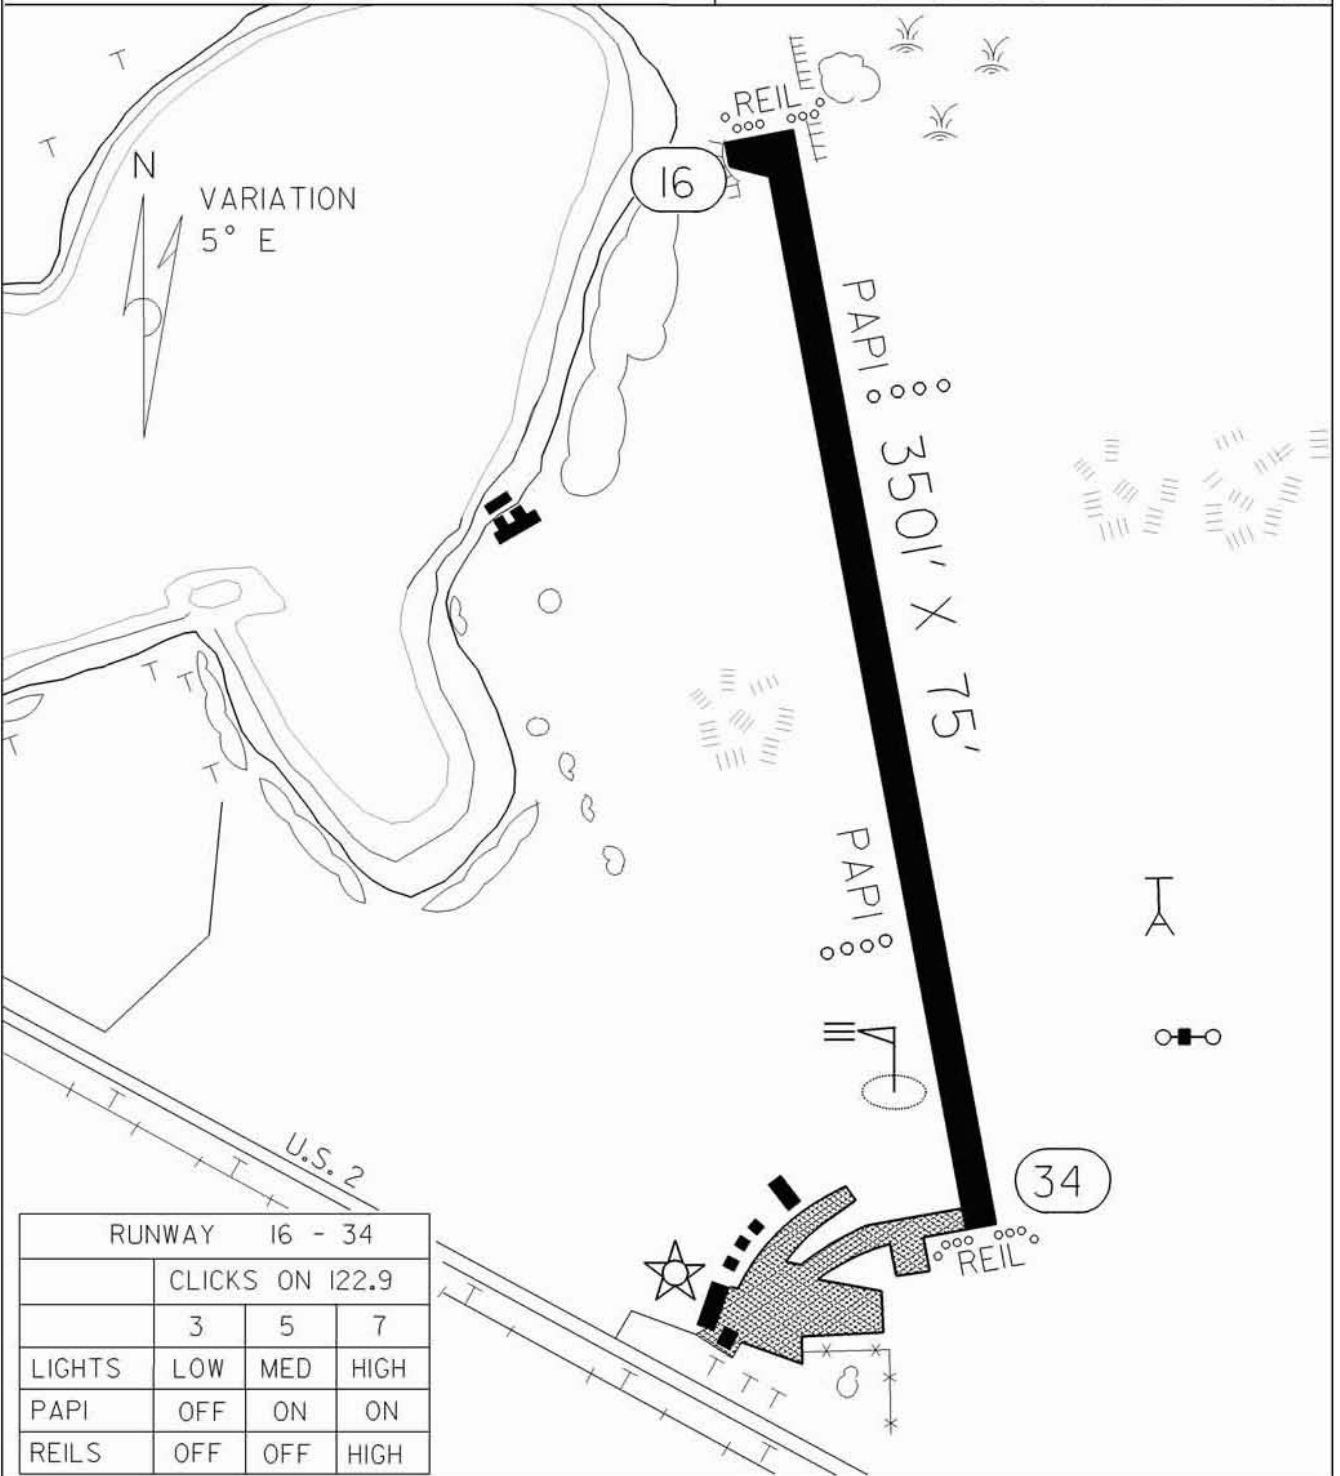 REIL
16
N
VARIATION
5° E
PAPI
3501' X 75'
PAPI
34
REIL
U.S. 2
RUNWAY 16 - 34
CLICKS ON 122.9
3 5 7
LIGHTS LOW MED HIGH
PAPI OFF ON ON
REILS OFF OFF HIGH